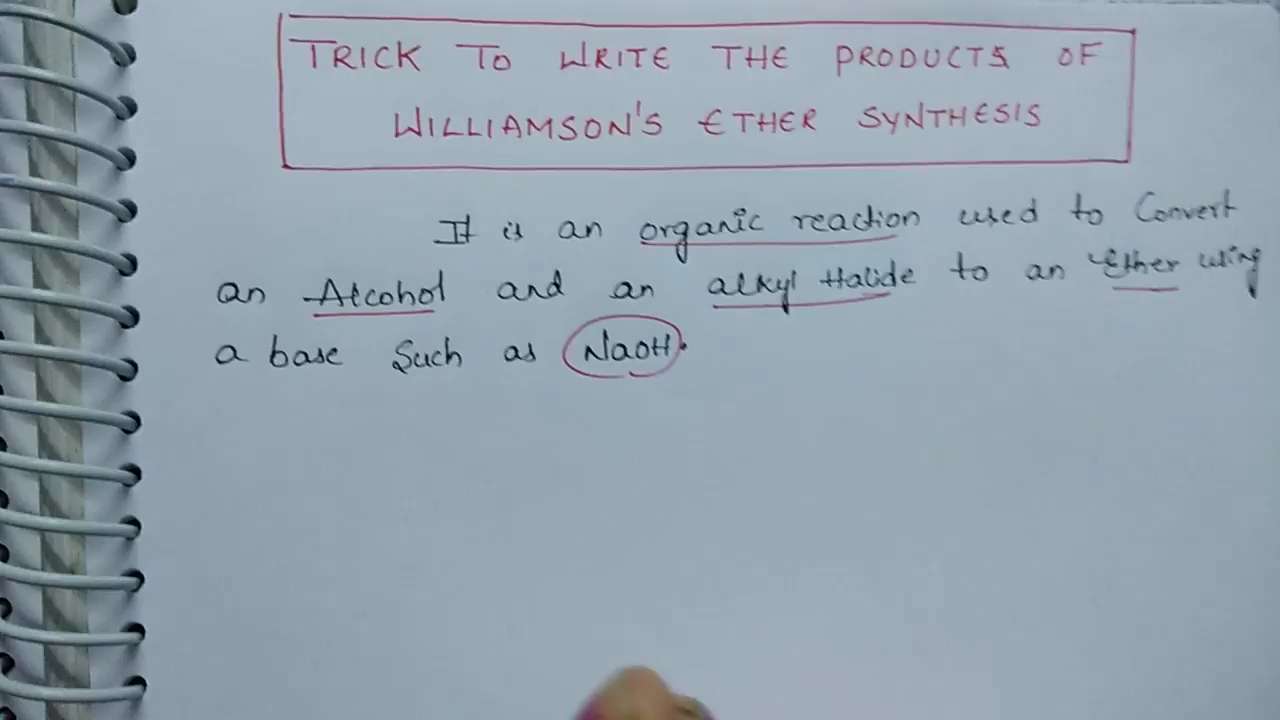 TRICK TO WRITE THE PRODUCTS OF
WILLIAMSON'S ETHER SYNTHESIS
It is an organic reaction used to Convert
an Alcohol and an alkyl Halide to an Ether using
a base Such as NaOH.